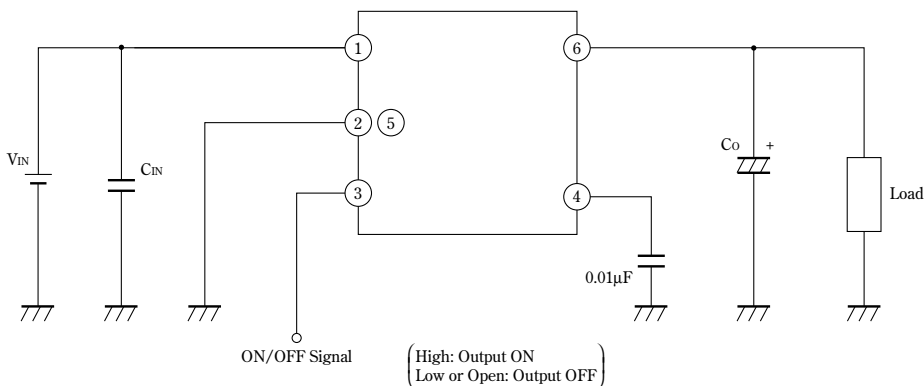 1
6
2
5
3
4
VIN
CIN
CO
+
Load
0.01µF
ON/OFF Signal
High: Output ON
Low or Open: Output OFF